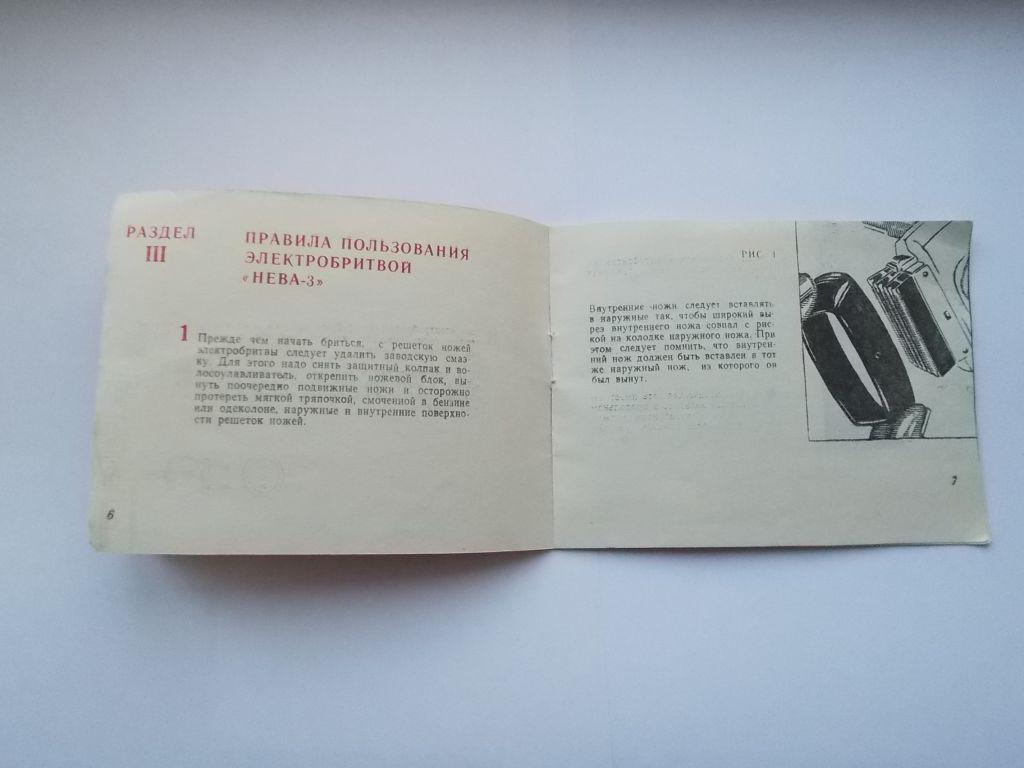 РАЗДЕЛ
III
ПРАВИЛА ПОЛЬЗОВАНИЯ
ЭЛЕКТРОБРИТВОЙ
«НЕВА-3»
1 Прежде чем начать бриться, с решеток ножей
электробритвы следует удалить заводскую смаз-
ку. Для этого надо снять защитный колпак и во-
лосоулавливатель, открепить ножевой блок, вы-
нуть поочередно подвижные ножи и осторожно
протереть мягкой тряпочкой, смоченной в бензине
или одеколоне, наружные и внутренние поверхно-
сти решеток ножей.
6
РИС 1
Внутренние ножи следует вставлять
в наружные так, чтобы широкий вы-
рез внутреннего ножа совпал с рис-
кой на колодке наружного ножа. При
этом следует помнить, что внутрен-
ний нож должен быть вставлен в тот
же наружный нож, из которого он
был вынут.
7